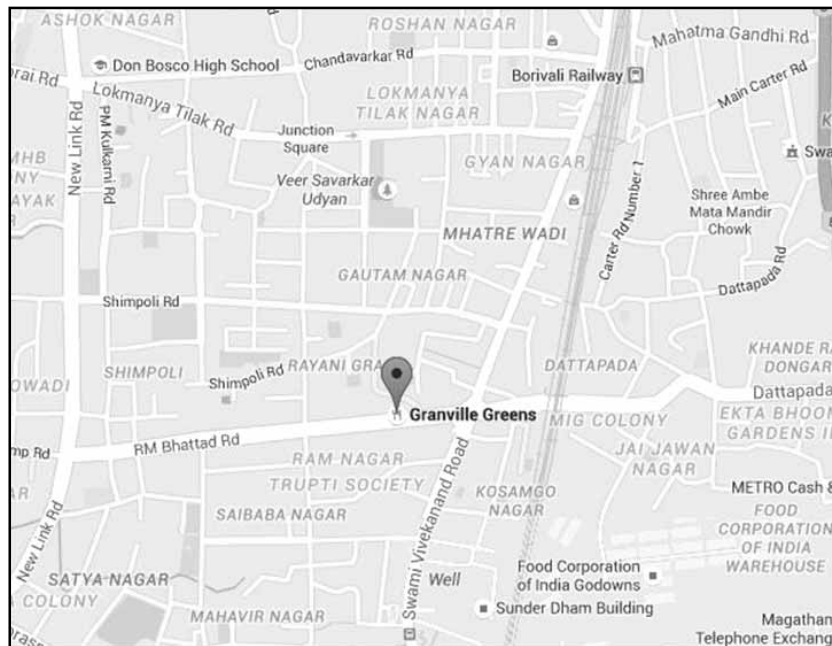 ASHOK NAGAR
ROSHAN NAGAR
Mahatma Gandhi Rd
Don Bosco High School
Chandavarkar Rd
orai Rd
Borivali Railway
Main Carter Rd
Lokmanya Tilak Rd
LOKMANYA
TILAK NAGAR
New Link Rd
PM Kulkarni Rd
Junction
Square
GYAN NAGAR
Swa
MHB
NY
AYAK
AR
Veer Savarkar
Udyan
Shree Ambe
Mata Mandir
Chowk
MHATRE WADI
Carter Rd Number 1
GAUTAM NAGAR
Dattapada Rd
Shimpoli Rd
SHIMPOLI
Shimpoli Rd
RAYANI GRA
DATTAPADA
KHANDE RA
DONGAR
OWADI
Dattapada
Granville Greens
MIG COLONY
EKTA BHOOM
GARDENS II
mp Rd
RM Bhattad Rd
JAI JAWAN
NAGAR
RAM NAGAR
TRUPTI SOCIETY
Swami Vivekanand Road
KOSAMGO
NAGAR
METRO Cash &
FOOD
CORPORATION
OF INDIA
WAREHOUSE
SAIBABA NAGAR
New Link Rd
SATYA NAGAR
A COLONY
Well
Food Corporation
of India Godowns
Sunder Dham Building
MAHAVIR NAGAR
Magathan
Telephone Exchang